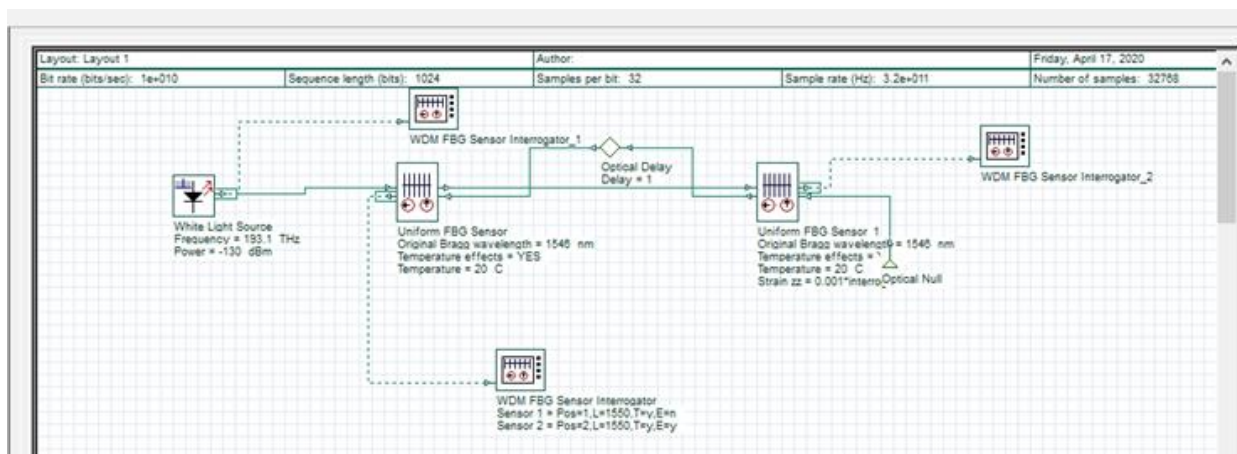 Layout: Layout 1
Author:
Friday, April 17, 2020
Bit rate (bits/sec): 1e+010
Sequence length (bits): 1024
Samples per bit: 32
Sample rate (Hz): 3.2e+011
Number of samples: 32768
WDM FBG Sensor Interrogator_1
Optical Delay
Delay = 1
WDM FBG Sensor Interrogator_2
White Light Source
Frequency = 193.1 THz
Power = -130 dBm
Uniform FBG Sensor
Original Bragg wavelength = 1546 nm
Temperature effects = YES
Temperature = 20 C
Uniform FBG Sensor 1
Original Bragg wavelength = 1546 nm
Temperature effects =
Temperature = 20 C
Strain zz = 0.001*interro
Optical Null
WDM FBG Sensor Interrogator
Sensor 1 = Pos=1,L=1550,T=y,E=n
Sensor 2 = Pos=2,L=1550,T=y,E=y